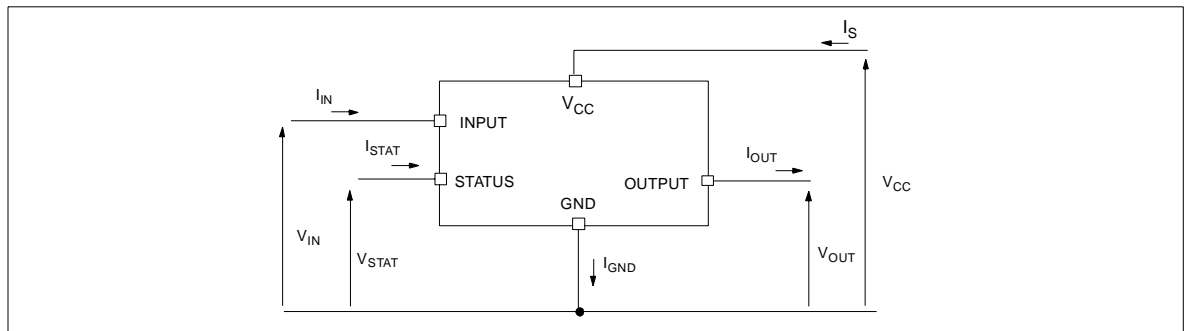 I_S
V_CC
I_IN
INPUT
I_STAT
I_OUT
STATUS
OUTPUT
V_CC
GND
V_IN
V_STAT
I_GND
V_OUT